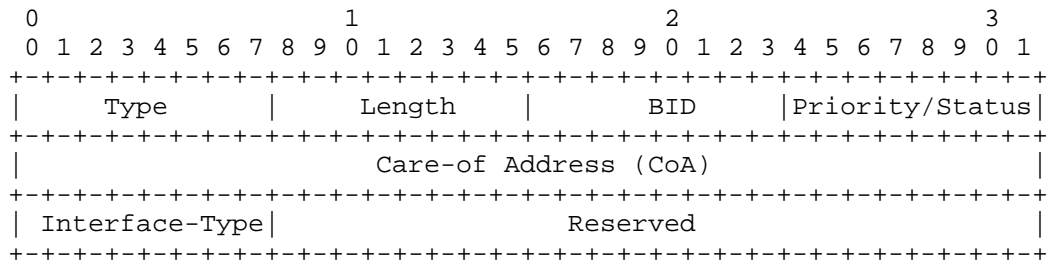 0                   1                   2                   3
 0 1 2 3 4 5 6 7 8 9 0 1 2 3 4 5 6 7 8 9 0 1 2 3 4 5 6 7 8 9 0 1
+-+-+-+-+-+-+-+-+-+-+-+-+-+-+-+-+-+-+-+-+-+-+-+-+-+-+-+-+-+-+-+-+
|     Type      |     Length    |       BID     |Priority/Status|
+-+-+-+-+-+-+-+-+-+-+-+-+-+-+-+-+-+-+-+-+-+-+-+-+-+-+-+-+-+-+-+-+
|                      Care-of Address (CoA)                    |
+-+-+-+-+-+-+-+-+-+-+-+-+-+-+-+-+-+-+-+-+-+-+-+-+-+-+-+-+-+-+-+-+
| Interface-Type|                  Reserved                     |
+-+-+-+-+-+-+-+-+-+-+-+-+-+-+-+-+-+-+-+-+-+-+-+-+-+-+-+-+-+-+-+-+